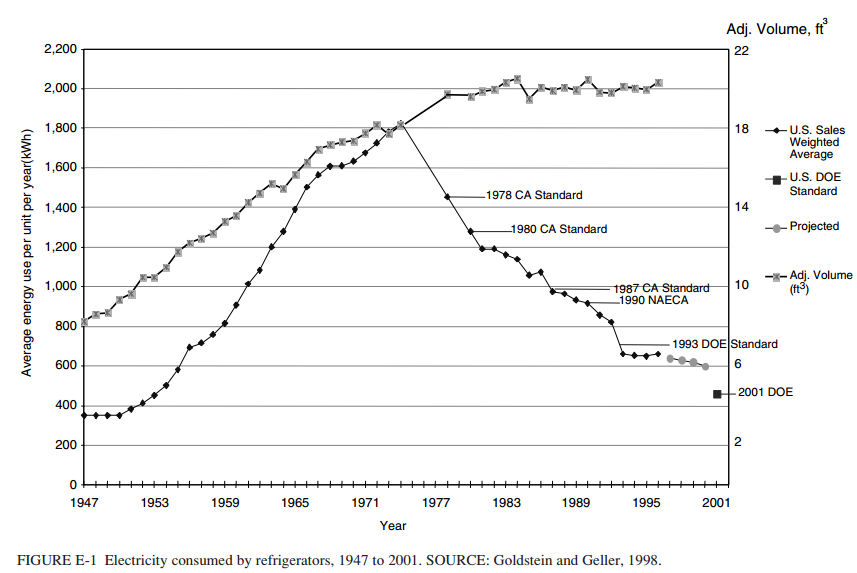 Adj. Volume, ft3
2,200
2,000
1,800
1,600
1,400
1,200
1,000
800
600
400
200
0
Average energy use per unit per year(kWh)
22
18
14
10
6
2
1978 CA Standard
1980 CA Standard
1987 CA Standard
1990 NAECA
1993 DOE Standard
2001 DOE
U.S. Sales
Weighted
Average
U.S. DOE
Standard
Projected
Adj. Volume
(ft3)
1947 1953 1959 1965 1971 1977 1983 1989 1995 2001
Year
FIGURE E-1 Electricity consumed by refrigerators, 1947 to 2001. SOURCE: Goldstein and Geller, 1998.